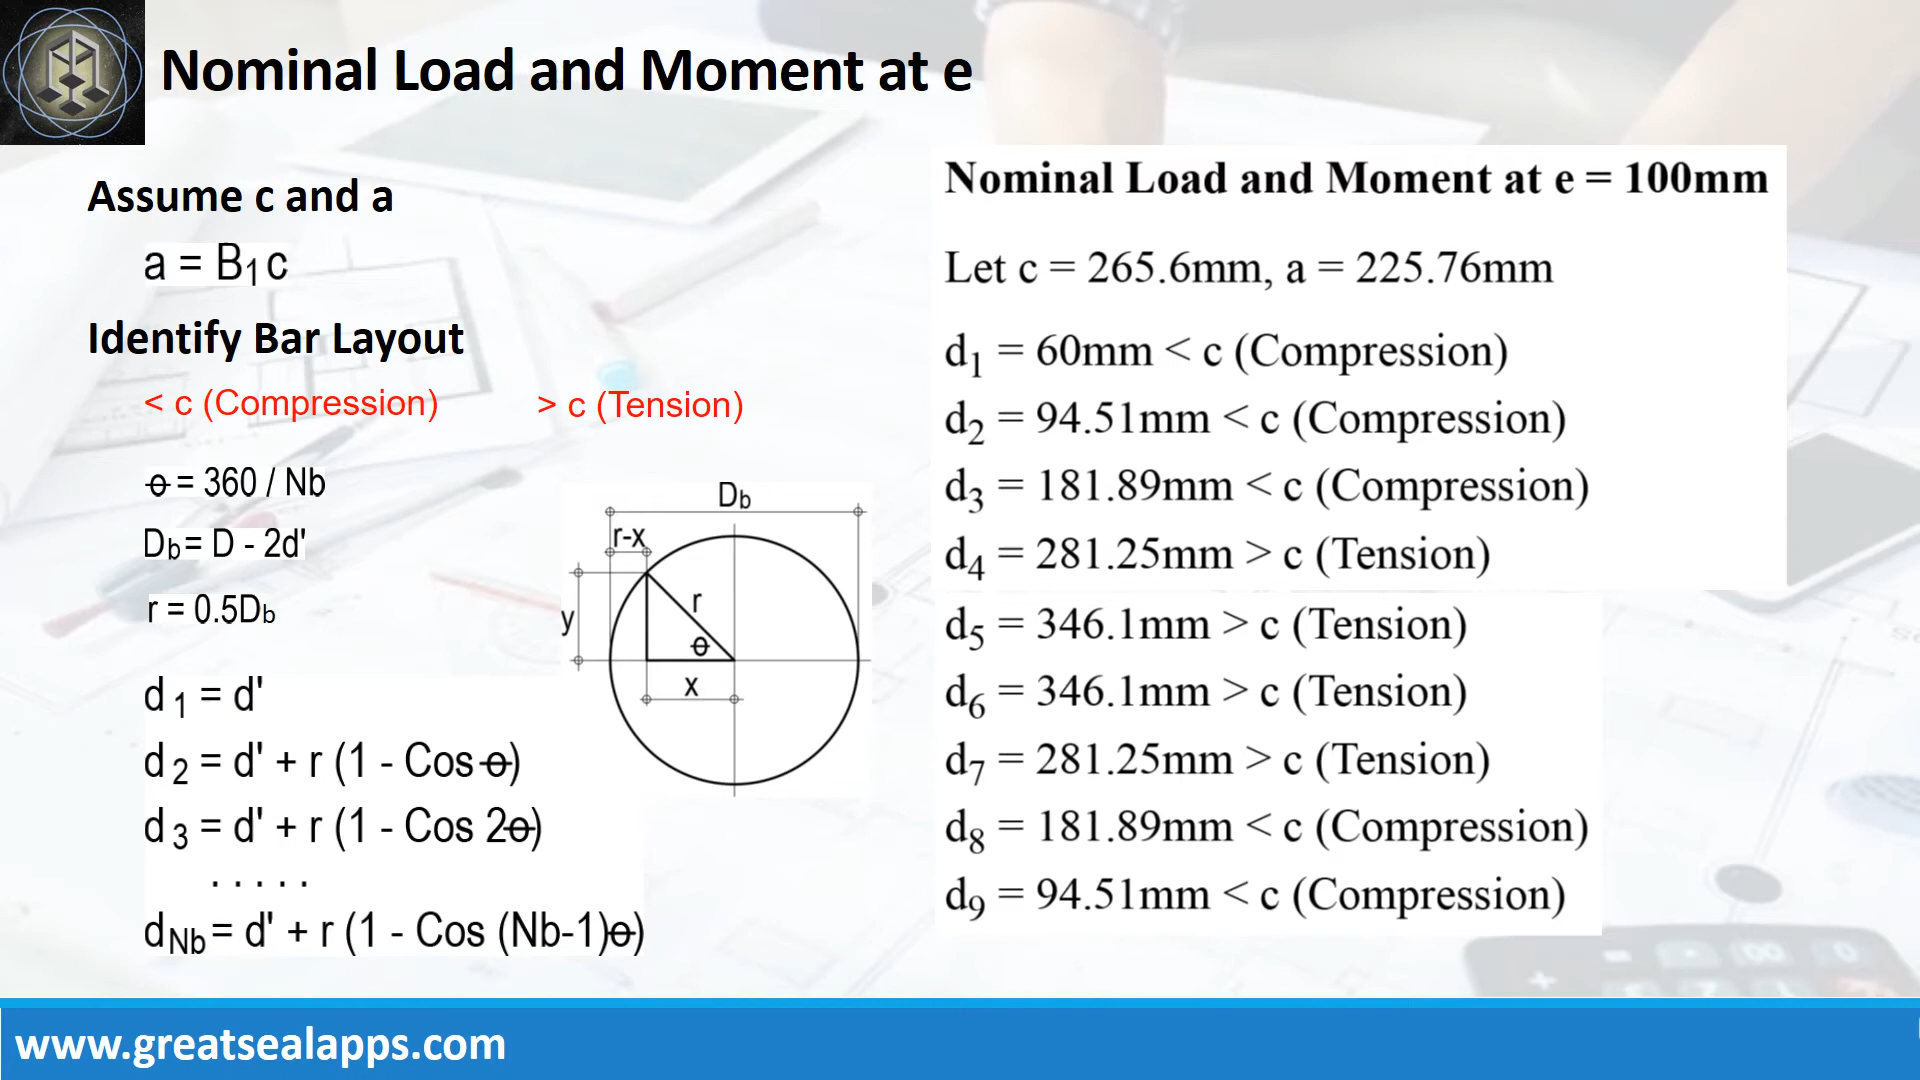 Nominal Load and Moment at e
Assume c and a
a = B1 c
Identify Bar Layout
< c (Compression) > c (Tension)
ɵ = 360 / Nb
Db = D - 2d'
r = 0.5Db
d1 = d'
d2 = d' + r (1 - Cos ɵ)
d3 = d' + r (1 - Cos 2ɵ)
. . . . .
dNb = d' + r (1 - Cos (Nb-1)ɵ)
Db
r-x
r
y
ɵ
x
Nominal Load and Moment at e = 100mm
Let c = 265.6mm, a = 225.76mm
d1 = 60mm < c (Compression)
d2 = 94.51mm < c (Compression)
d3 = 181.89mm < c (Compression)
d4 = 281.25mm > c (Tension)
d5 = 346.1mm > c (Tension)
d6 = 346.1mm > c (Tension)
d7 = 281.25mm > c (Tension)
d8 = 181.89mm < c (Compression)
d9 = 94.51mm < c (Compression)
www.greatsealapps.com